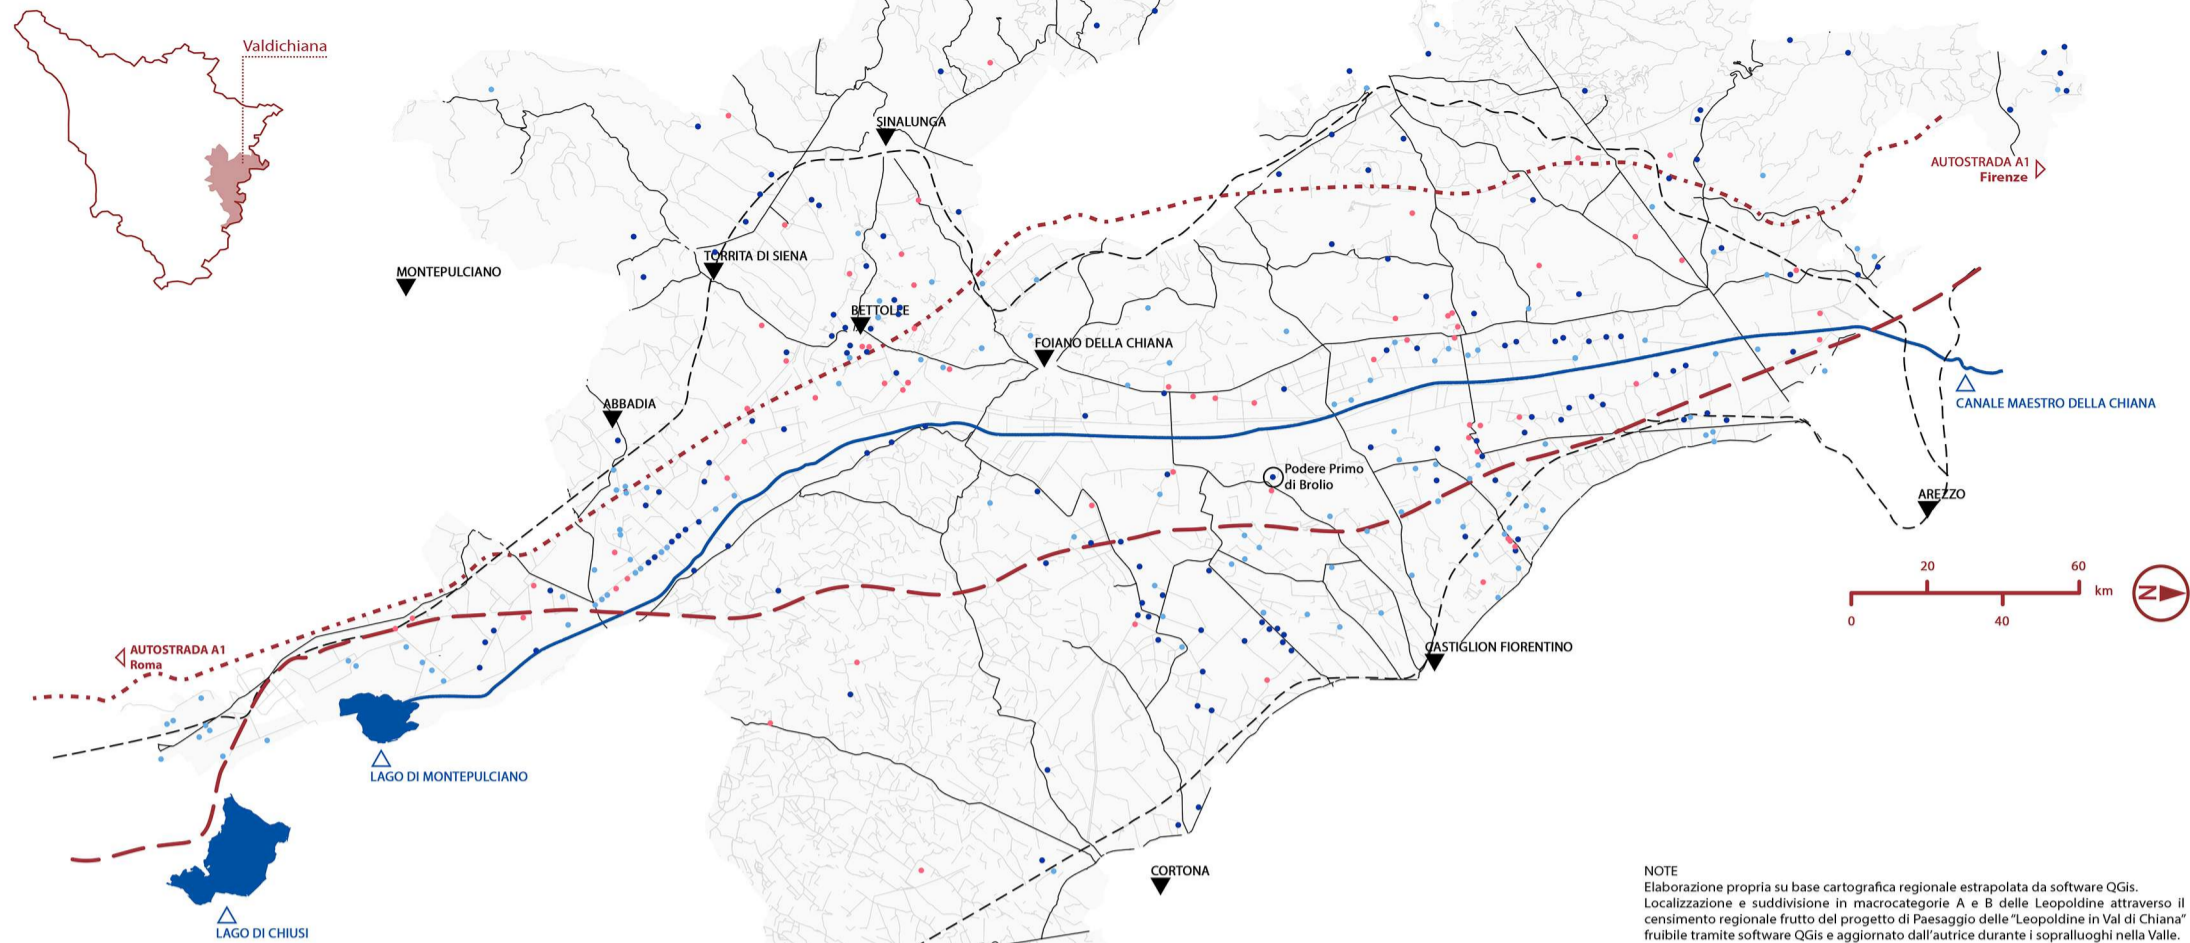 Valdichiana
SINALUNGA
AUTOSTRADA A1
Firenze
MONTEPULCIANO
TORRITA DI SIENA
BETTOLLE
FOIANO DELLA CHIANA
ABBADIA
CANALE MAESTRO DELLA CHIANA
Podere Primo
di Brolio
AREZZO
20
60
km
0
40
N
AUTOSTRADA A1
Roma
CASTIGLION FIORENTINO
LAGO DI MONTEPULCIANO
CORTONA
LAGO DI CHIUSI
NOTE
Elaborazione propria su base cartografica regionale estrapolata da software QGis.
Localizzazione e suddivisione in macrocategorie A e B delle Leopoldine attraverso il
censimento regionale frutto del progetto di Paesaggio delle “Leopoldine in Val di Chiana”
fruibile tramite software QGis e aggiornato dall’autrice durante i sopralluoghi nella Valle.